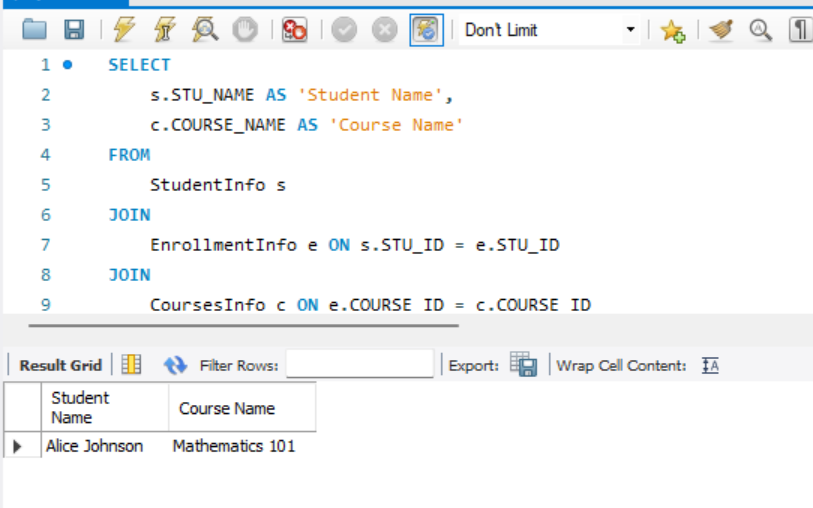 Don't Limit
1 SELECT
2 s.STU_NAME AS 'Student Name',
3 c.COURSE_NAME AS 'Course Name'
4 FROM
5 StudentInfo s
6 JOIN
7 EnrollmentInfo e ON s.STU_ID = e.STU_ID
8 JOIN
9 CoursesInfo c ON e.COURSE_ID = c.COURSE_ID
Result Grid Filter Rows: Export: Wrap Cell Content: IA
Student
Name Course Name
Alice Johnson Mathematics 101